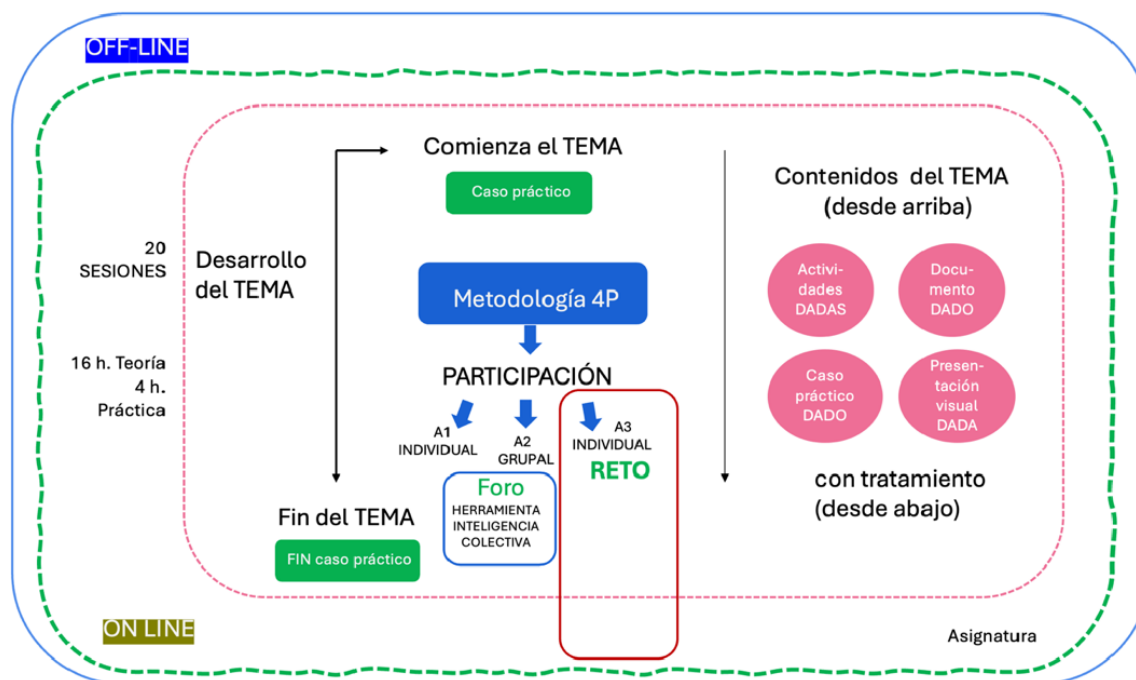 OFF-LINE
Comienza el TEMA
Caso práctico
Contenidos del TEMA
(desde arriba)
20
SESIONES
Desarrollo
del TEMA
Activi-
dades
DADAS
Docu-
mento
DADO
Metodología 4P
16 h. Teoría
4 h.
Práctica
PARTICIPACIÓN
Caso
práctico
DADO
Presen-
tación
visual
DADA
A1
INDIVIDUAL
A2
GRUPAL
A3
INDIVIDUAL
RETO
Foro
HERRAMIENTA
INTELIGENCIA
COLECTIVA
con tratamiento
(desde abajo)
Fin del TEMA
FIN caso práctico
ON LINE
Asignatura